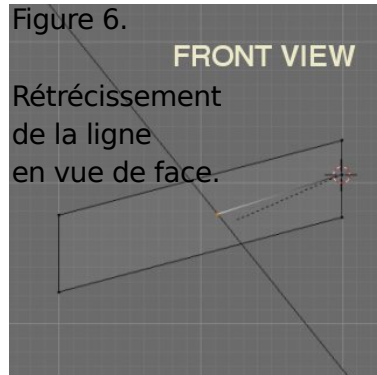 Figure 6.
FRONT VIEW
Rétrécissement
de la ligne
en vue de face.